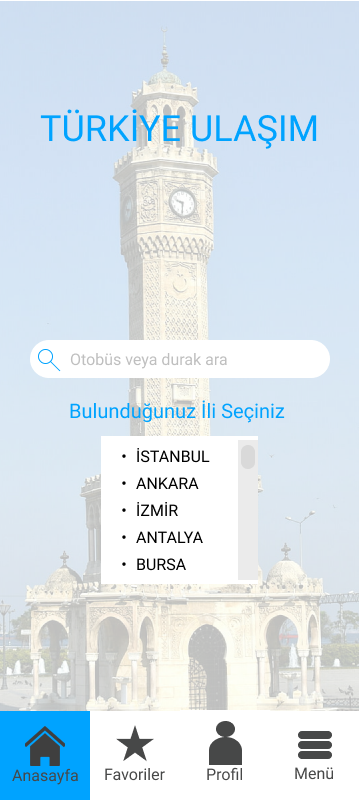 TÜRKİYE ULAŞIM
Otobüs veya durak ara
Bulunduğunuz İli Seçiniz
• İSTANBUL
• ANKARA
• İZMİR
• ANTALYA
• BURSA
Anasayfa Favoriler Profil Menü